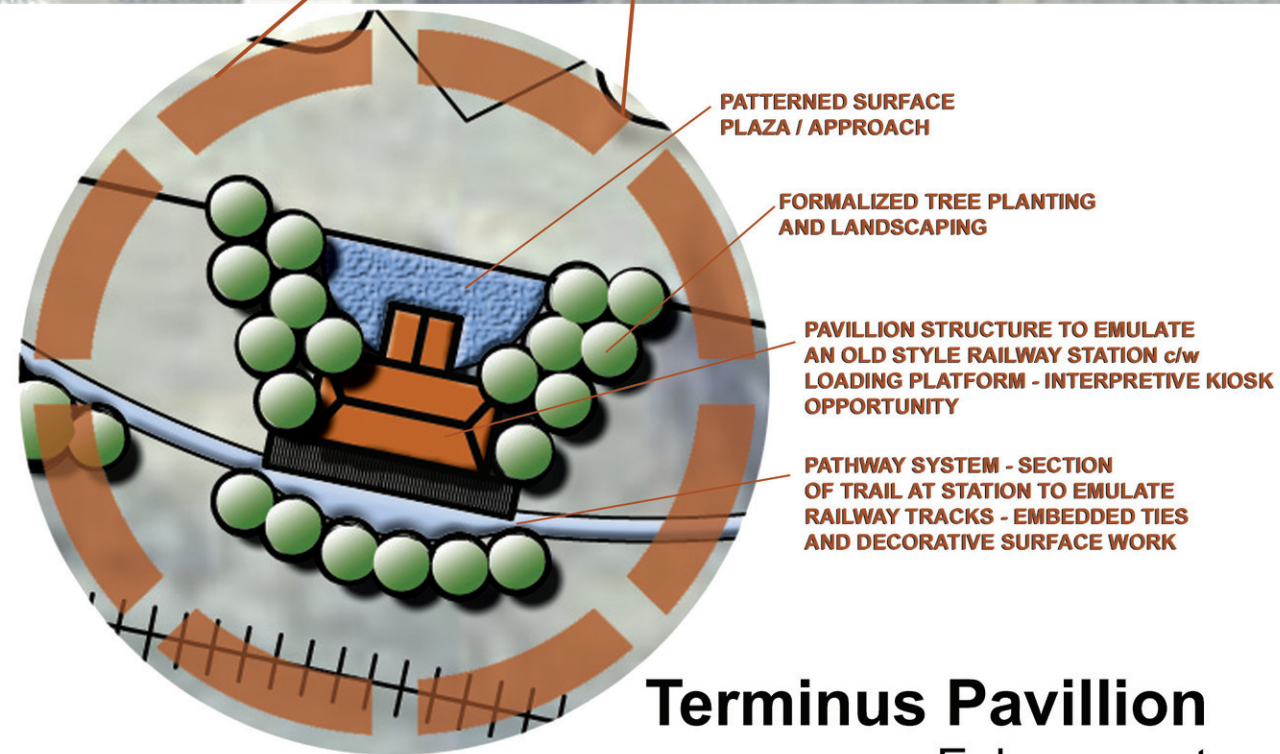 PATTERNED SURFACE
PLAZA / APPROACH
FORMALIZED TREE PLANTING
AND LANDSCAPING
PAVILLION STRUCTURE TO EMULATE
AN OLD STYLE RAILWAY STATION c/w
LOADING PLATFORM - INTERPRETIVE KIOSK
OPPORTUNITY
PATHWAY SYSTEM - SECTION
OF TRAIL AT STATION TO EMULATE
RAILWAY TRACKS - EMBEDDED TIES
AND DECORATIVE SURFACE WORK
Terminus Pavillion